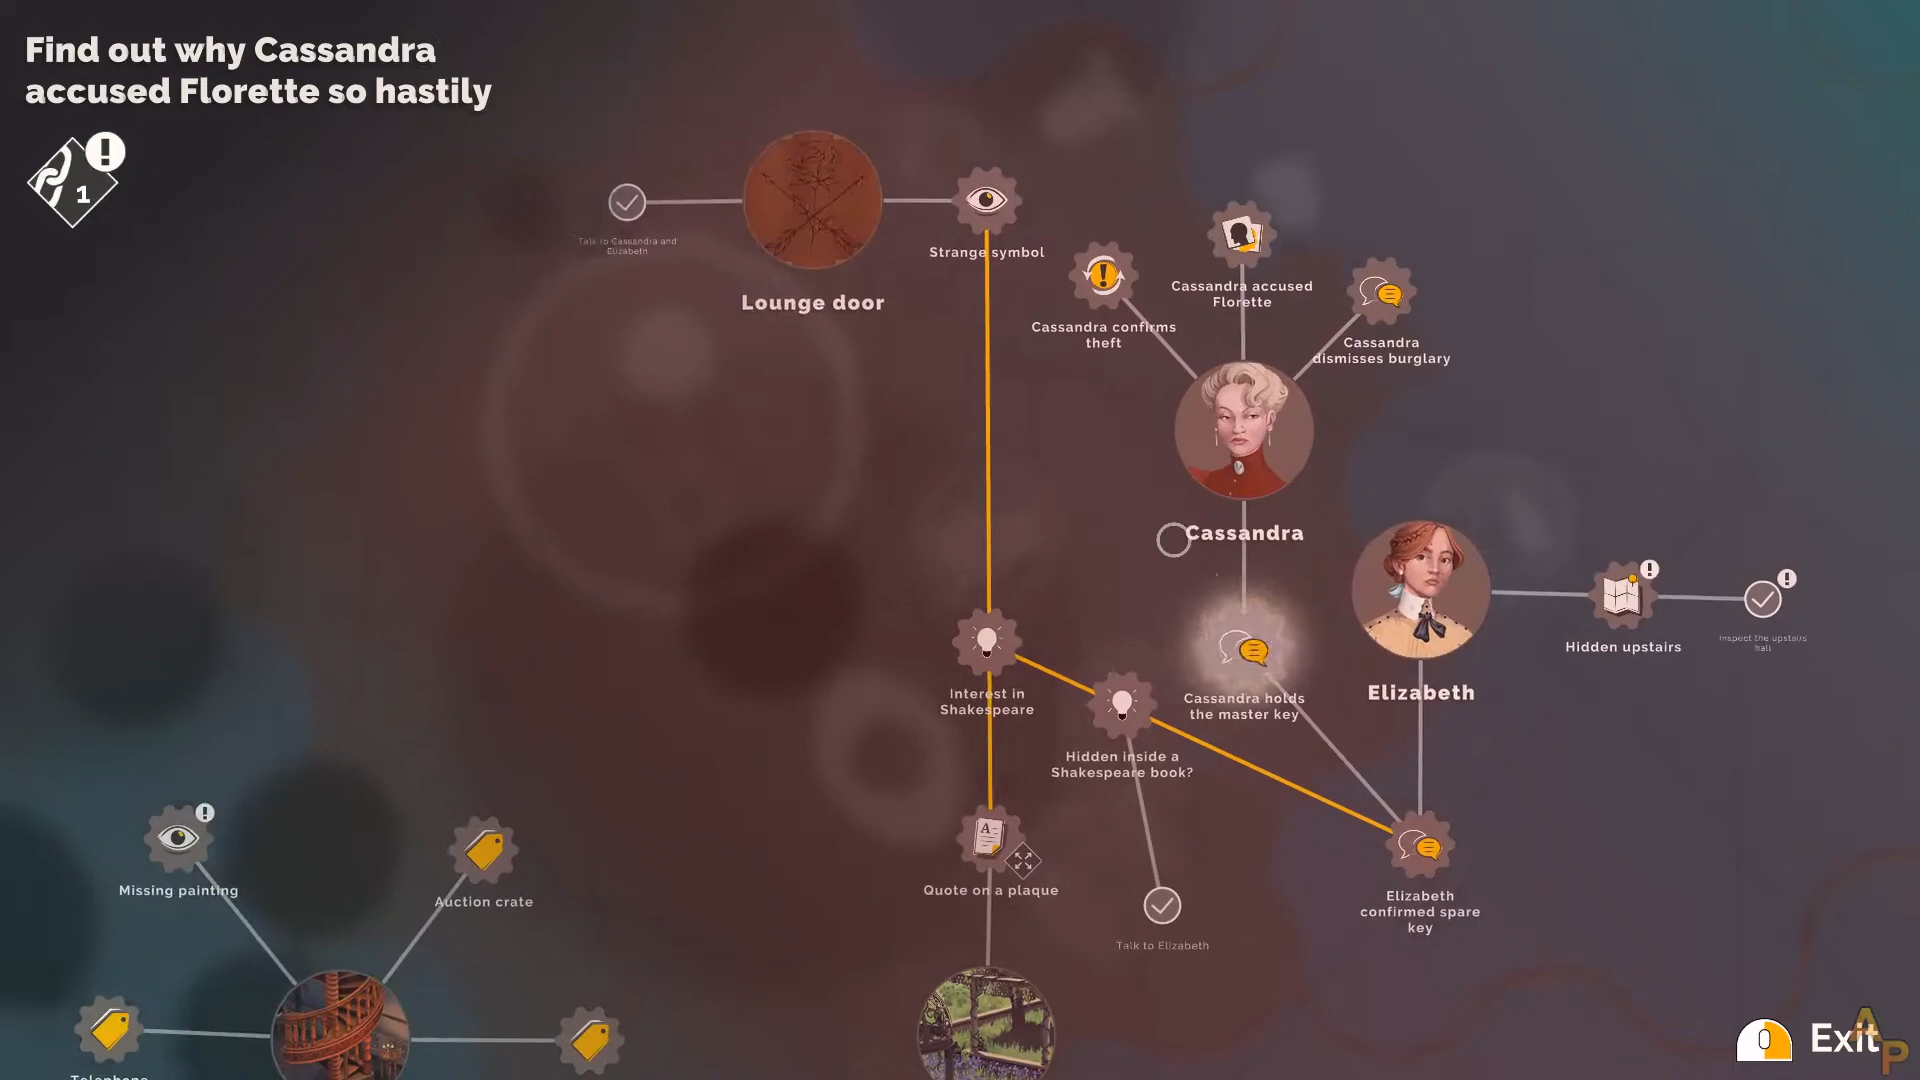 Find out why Cassandra
accused Florette so hastily
1
Talk to Cassandra and
Elizabeth
Strange symbol
Lounge door
Cassandra accused
Florette
Cassandra confirms
theft
Cassandra
dismisses burglary
Cassandra
Elizabeth
Hidden upstairs
Inspect the upstairs
hall
Interest in
Shakespeare
Cassandra holds
the master key
Hidden inside a
Shakespeare book?
A
Quote on a plaque
Missing painting
Auction crate
Talk to Elizabeth
Elizabeth
confirmed spare
key
Exit
AP
Telephone